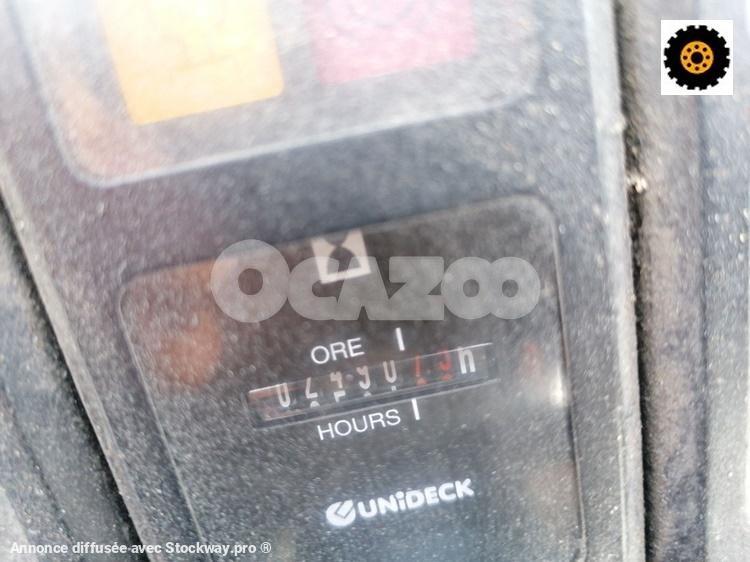 OCAZOO
ORE
HOURS
UNiDECK
Annonce diffusée avec Stockway.pro ®